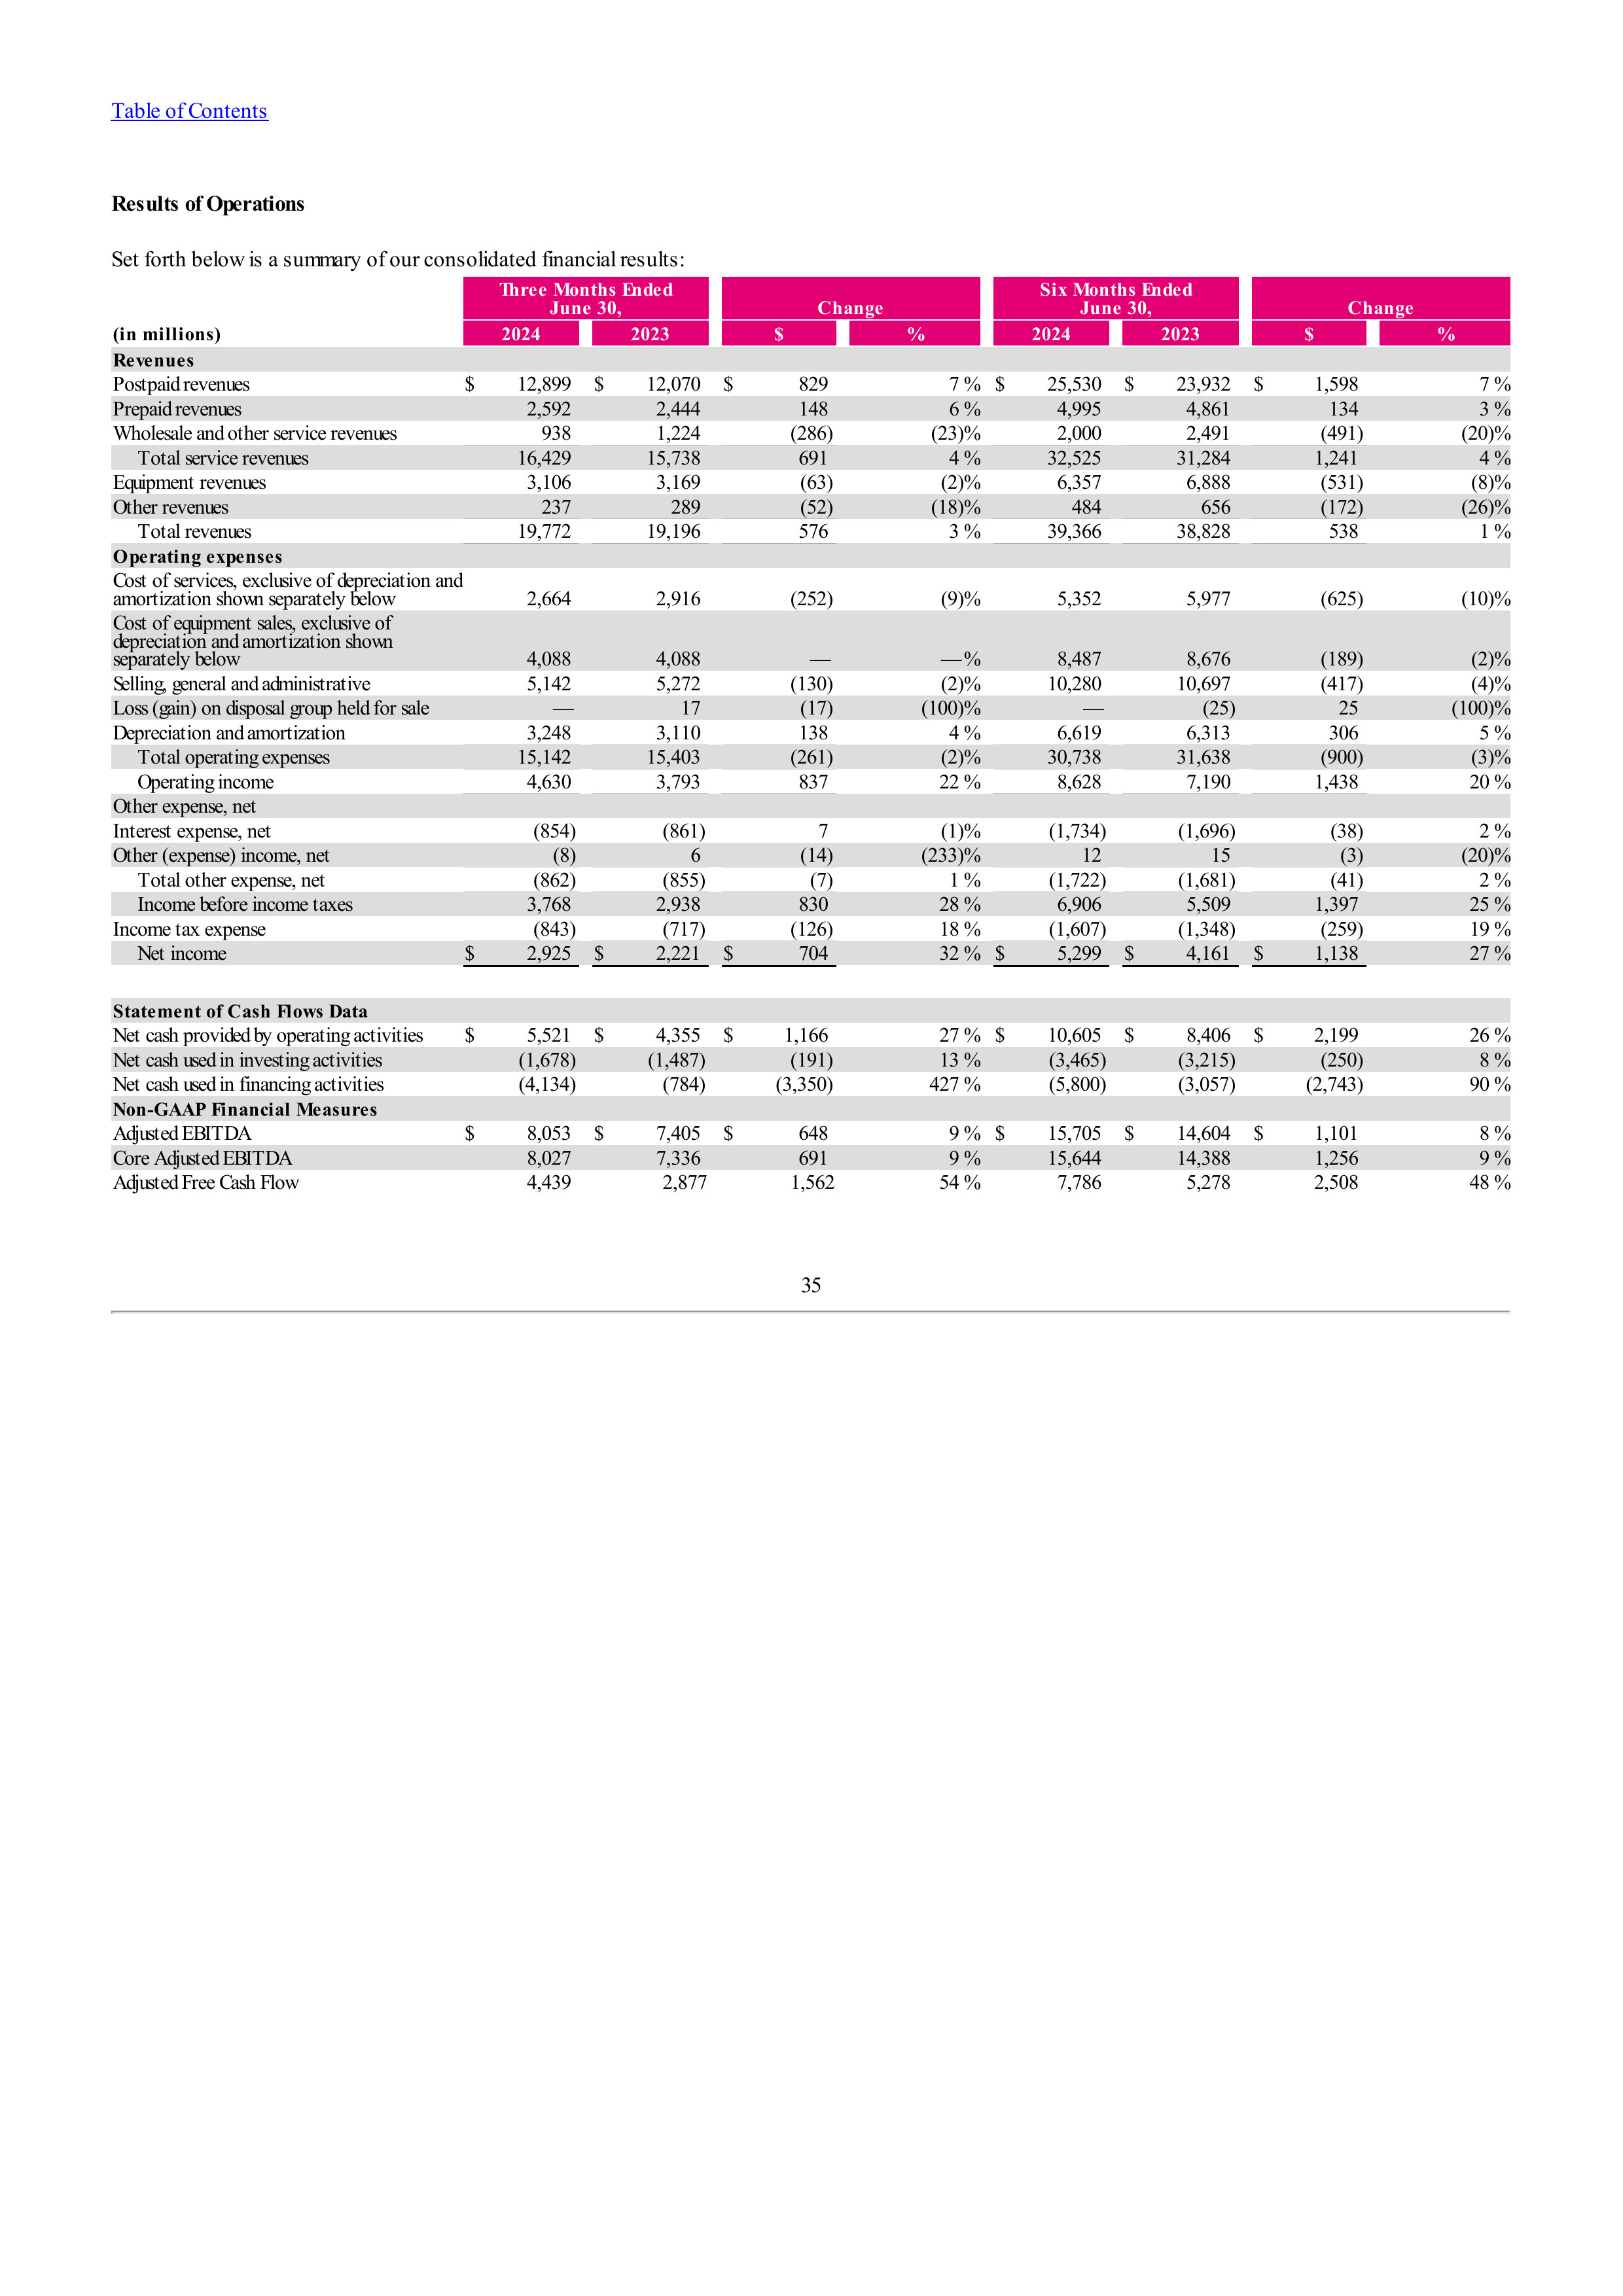 Table of Contents
Results of Operations
Set forth below is a summary of our consolidated financial results:
Three Months Ended June 30, Change Six Months Ended June 30, Change
(in millions) 2024 2023 $ % 2024 2023 $ %
Revenues
Postpaid revenues $ 12,899 $ 12,070 $ 829 7 % $ 25,530 $ 23,932 $ 1,598 7 %
Prepaid revenues 2,592 2,444 148 6 % 4,995 4,861 134 3 %
Wholesale and other service revenues 938 1,224 (286) (23)% 2,000 2,491 (491) (20)%
Total service revenues 16,429 15,738 691 4 % 32,525 31,284 1,241 4 %
Equipment revenues 3,106 3,169 (63) (2)% 6,357 6,888 (531) (8)%
Other revenues 237 289 (52) (18)% 484 656 (172) (26)%
Total revenues 19,772 19,196 576 3 % 39,366 38,828 538 1 %
Operating expenses
Cost of services, exclusive of depreciation and
amortization shown separately below 2,664 2,916 (252) (9)% 5,352 5,977 (625) (10)%
Cost of equipment sales, exclusive of
depreciation and amortization shown
separately below 4,088 4,088 — —% 8,487 8,676 (189) (2)%
Selling, general and administrative 5,142 5,272 (130) (2)% 10,280 10,697 (417) (4)%
Loss (gain) on disposal group held for sale — 17 (17) (100)% — (25) 25 (100)%
Depreciation and amortization 3,248 3,110 138 4 % 6,619 6,313 306 5 %
Total operating expenses 15,142 15,403 (261) (2)% 30,738 31,638 (900) (3)%
Operating income 4,630 3,793 837 22 % 8,628 7,190 1,438 20 %
Other expense, net
Interest expense, net (854) (861) 7 (1)% (1,734) (1,696) (38) 2 %
Other (expense) income, net (8) 6 (14) (233)% 12 15 (3) (20)%
Total other expense, net (862) (855) (7) 1 % (1,722) (1,681) (41) 2 %
Income before income taxes 3,768 2,938 830 28 % 6,906 5,509 1,397 25 %
Income tax expense (843) (717) (126) 18 % (1,607) (1,348) (259) 19 %
Net income $ 2,925 $ 2,221 $ 704 32 % $ 5,299 $ 4,161 $ 1,138 27 %
Statement of Cash Flows Data
Net cash provided by operating activities $ 5,521 $ 4,355 $ 1,166 27 % $ 10,605 $ 8,406 $ 2,199 26 %
Net cash used in investing activities (1,678) (1,487) (191) 13 % (3,465) (3,215) (250) 8 %
Net cash used in financing activities (4,134) (784) (3,350) 427 % (5,800) (3,057) (2,743) 90 %
Non-GAAP Financial Measures
Adjusted EBITDA $ 8,053 $ 7,405 $ 648 9 % $ 15,705 $ 14,604 $ 1,101 8 %
Core Adjusted EBITDA 8,027 7,336 691 9 % 15,644 14,388 1,256 9 %
Adjusted Free Cash Flow 4,439 2,877 1,562 54 % 7,786 5,278 2,508 48 %
35